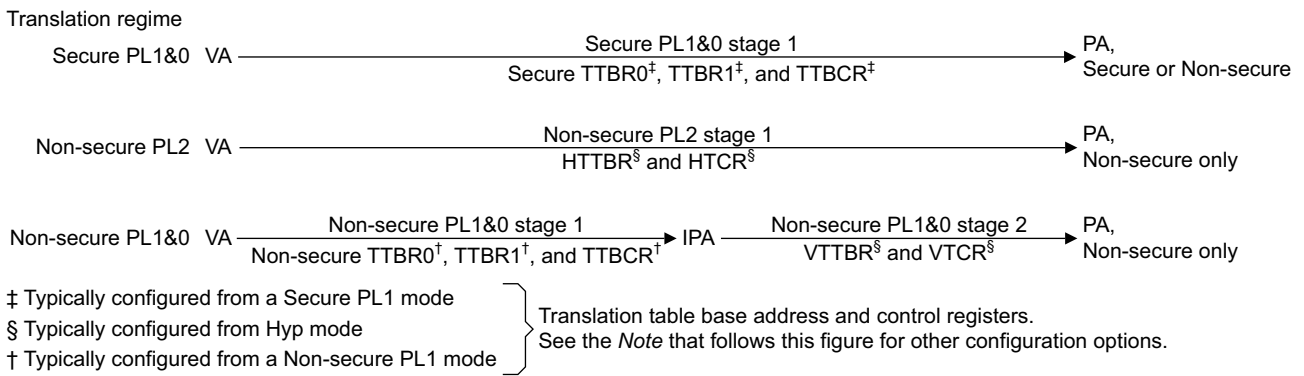 Translation regime
Secure PL1&0 VA
Secure PL1&0 stage 1
Secure TTBR0‡, TTBR1‡, and TTBCR‡
PA,
Secure or Non-secure
Non-secure PL2 VA
Non-secure PL2 stage 1
HTTBR§ and HTCR§
PA,
Non-secure only
Non-secure PL1&0 VA
Non-secure PL1&0 stage 1
Non-secure TTBR0†, TTBR1†, and TTBCR†
IPA
Non-secure PL1&0 stage 2
VTTBR§ and VTCR§
PA,
Non-secure only
‡ Typically configured from a Secure PL1 mode
§ Typically configured from Hyp mode
† Typically configured from a Non-secure PL1 mode
Translation table base address and control registers.
See the Note that follows this figure for other configuration options.